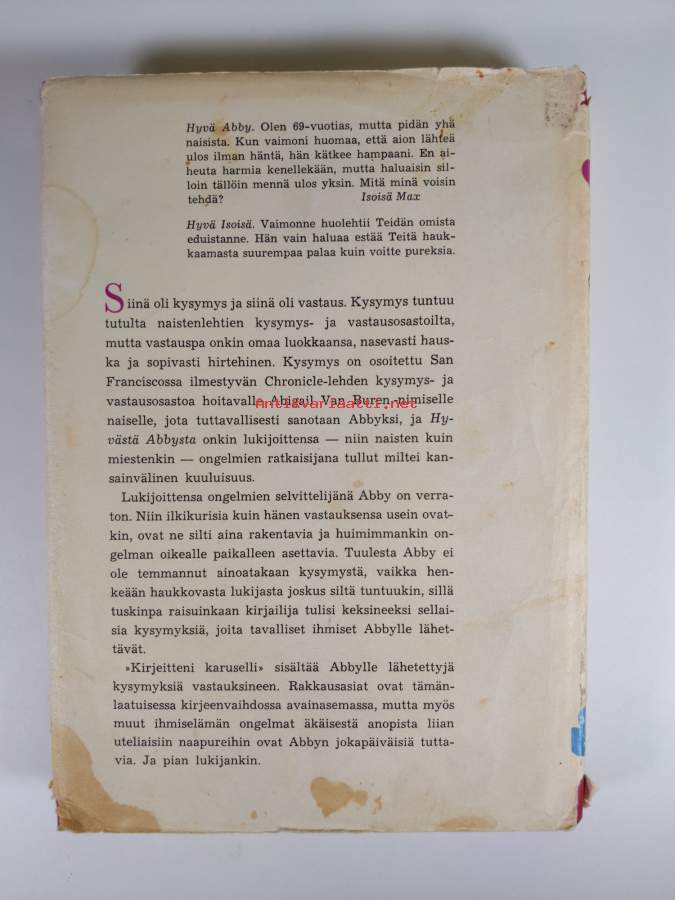 Hyvä Abby. Olen 69-vuotias, mutta pidän yhä
naisista. Kun vaimoni huomaa, että aion lähteä
ulos ilman häntä, hän kätkee hampaani. En ai-
heuta harmia kenellekään, mutta haluaisin sil-
loin tällöin mennä ulos yksin. Mitä minä voisin
tehdä? Isoisä Max
Hyvä Isoisä. Vaimonne huolehtii Teidän omista
eduistanne. Hän vain haluaa estää Teitä hauk-
kaamasta suurempaa palaa kuin voitte pureksia.
Siinä oli kysymys ja siinä oli vastaus. Kysymys tuntuu
tutulta naistenlehtien kysymys- ja vastausosastoilta,
mutta vastauspa onkin omaa luokkaansa, nasevasti haus-
ka ja sopivasti hirtehinen. Kysymys on osoitettu San
Franciscossa ilmestyvän Chronicle-lehden kysymys- ja
vastausosastoa hoitavalle Abigail Van Buren-nimiselle
antikvariaatti.net
naiselle, jota tuttavallisesti sanotaan Abbyksi, ja Hy-
västä Abbysta onkin lukijoittensa — niin naisten kuin
miestenkin — ongelmien ratkaisijana tullut miltei kan-
sainvälinen kuuluisuus.
Lukijoittensa ongelmien selvittelijänä Abby on verra-
ton. Niin ilkikurisia kuin hänen vastauksensa usein ovat-
kin, ovat ne silti aina rakentavia ja huimimmankin on-
gelman oikealle paikalleen asettavia. Tuulesta Abby ei
ole temmannut ainoatakaan kysymystä, vaikka hen-
keään haukkovasta lukijasta joskus siltä tuntuukin, sillä
tuskinpa raisuinkaan kirjailija tulisi keksineeksi sellai-
sia kysymyksiä, joita tavalliset ihmiset Abbylle lähet-
tävät.
»Kirjeitteni karuselli» sisältää Abbylle lähetettyjä
kysymyksiä vastauksineen. Rakkausasiat ovat tämän-
laatuisessa kirjeenvaihdossa avainasemassa, mutta myös
muut ihmiselämän ongelmat äkäisestä anopista liian
uteliaisiin naapureihin ovat Abbyn jokapäiväisiä tutta-
via. Ja pian lukijankin.